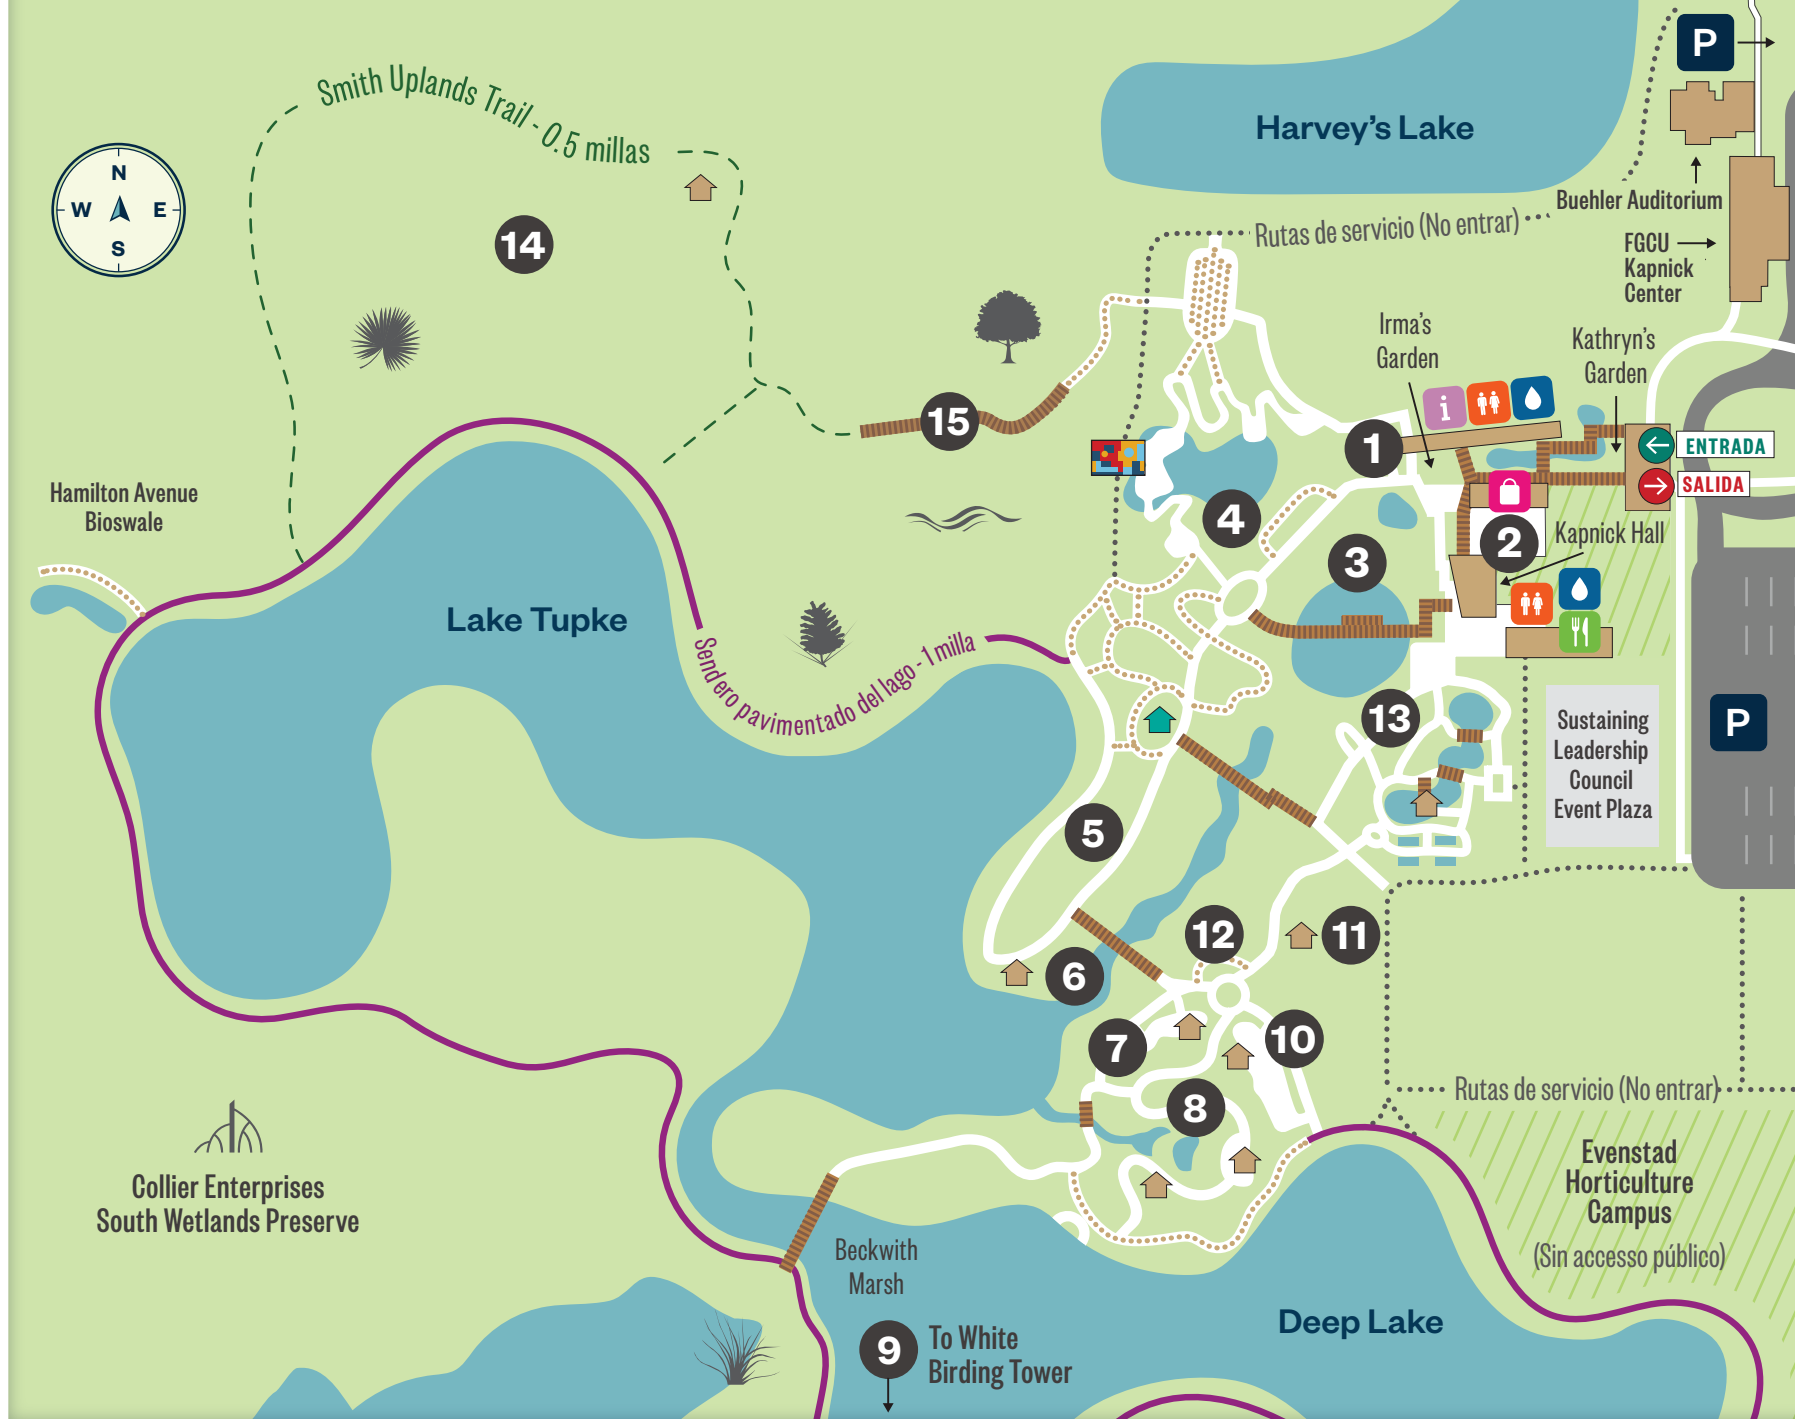 P
Harvey's Lake
Smith Uplands Trail - 0.5 millas
N
W
E
S
14
Buehler Auditorium
Rutas de servicio (No entrar)
FGCU
Kapnick
Center
Irma's
Garden
Kathryn's
Garden
i
15
1
ENTRADA
SALIDA
Hamilton Avenue
Bioswale
4
3
2
Kapnick Hall
Lake Tupke
Sendero pavimentado del lago - 1 milla
13
Sustaining
Leadership
Council
Event Plaza
P
5
12
11
6
7
10
8
Rutas de servicio (No entrar)
Evenstad
Horticulture
Campus
(Sin accesso público)
Collier Enterprises
South Wetlands Preserve
Beckwith
Marsh
9
To White
Birding Tower
Deep Lake